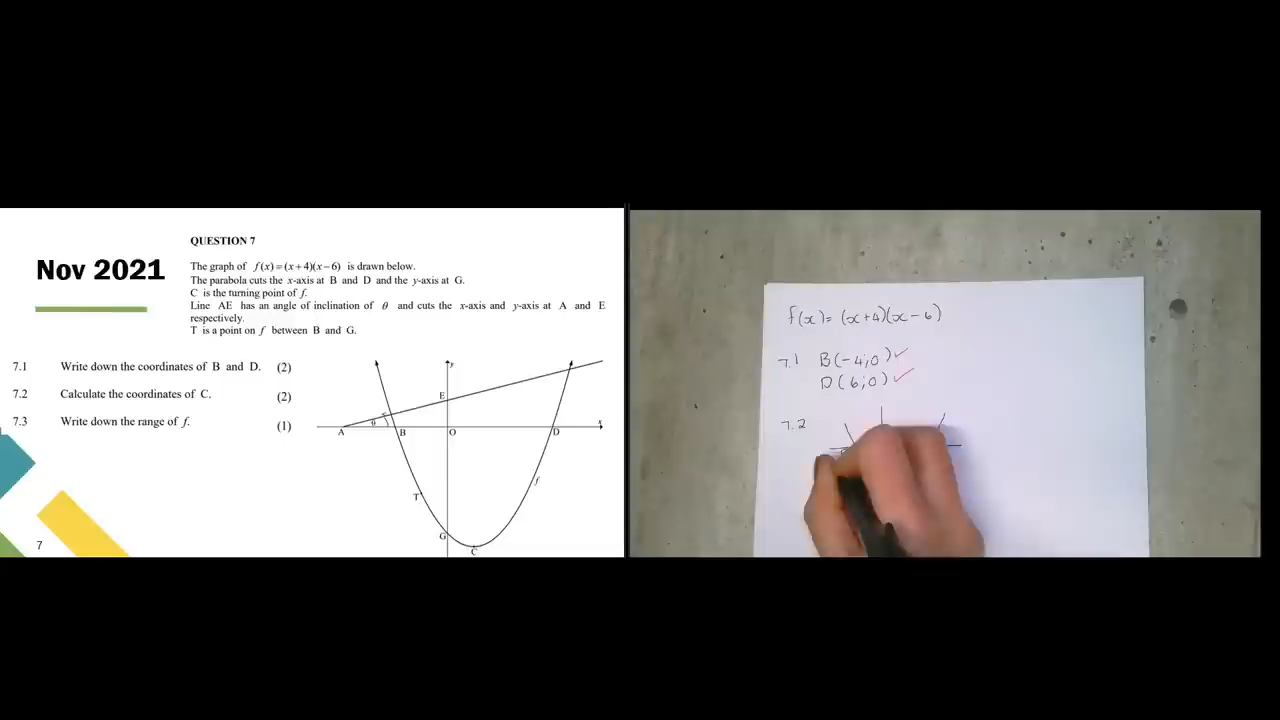 Nov 2021
QUESTION 7
The graph of f(x)=(x+4)(x−6) is drawn below.
The parabola cuts the x-axis at B and D and the y-axis at G.
C is the turning point of f.
Line AE has an angle of inclination of θ and cuts the x-axis and y-axis at A and E
respectively.
T is a point on f between B and G.
7.1 Write down the coordinates of B and D. (2)
7.2 Calculate the coordinates of C. (2)
7.3 Write down the range of f. (1)
y
E
A
θ
B
O
D
x
T
f
G
C
7
f(x)= (x+4)(x-6)
7.1 B(-4;0)✓
D(6;0)✓
7.2